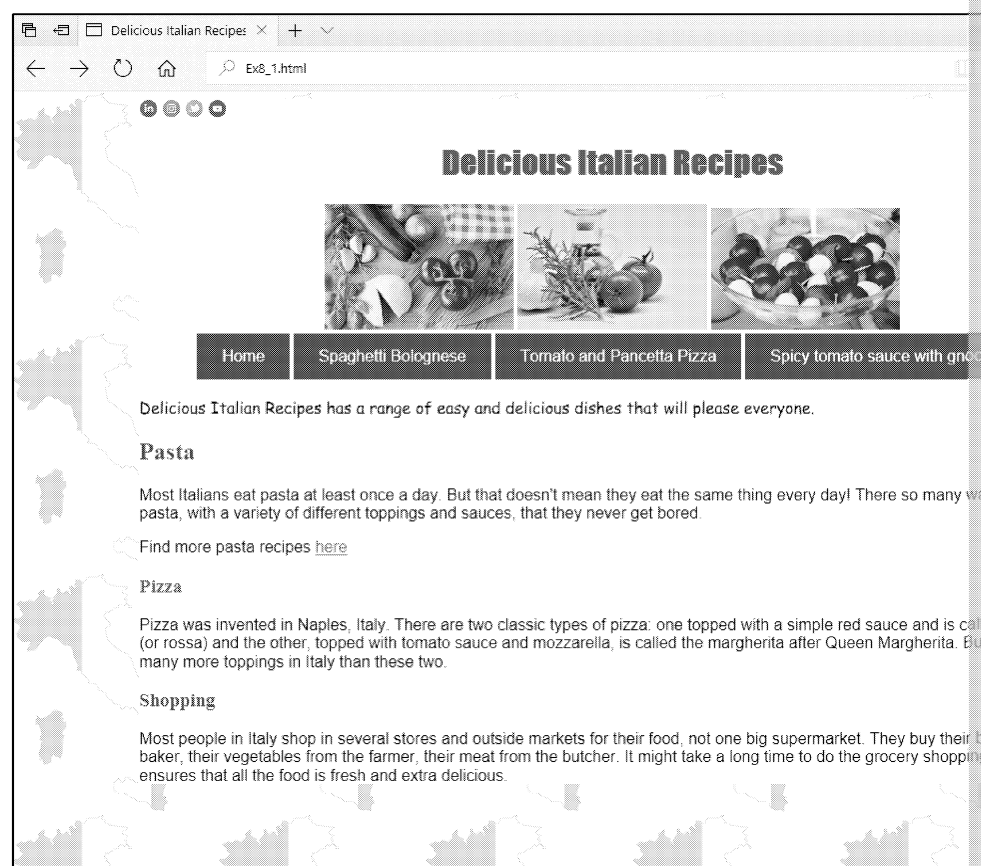 Delicious Italian Recipes
Ex8_1.html
in
Delicious Italian Recipes
Home Spaghetti Bolognese Tomato and Pancetta Pizza Spicy tomato sauce with
Delicious Italian Recipes has a range of easy and delicious dishes that will please everyone.
Pasta
Most Italians eat pasta at least once a day. But that doesn't mean they eat the same thing every day! There so many
pasta, with a variety of different toppings and sauces, that they never get bored.
Find more pasta recipes here
Pizza
Pizza was invented in Naples, Italy. There are two classic types of pizza: one topped with a simple red sauce and is
(or rossa) and the other, topped with tomato sauce and mozzarella, is called the margherita after Queen Margherita.
many more toppings in Italy than these two.
Shopping
Most people in Italy shop in several stores and outside markets for their food, not one big supermarket. They buy their
baker, their vegetables from the farmer, their meat from the butcher. It might take a long time to do the grocery
ensures that all the food is fresh and extra delicious.